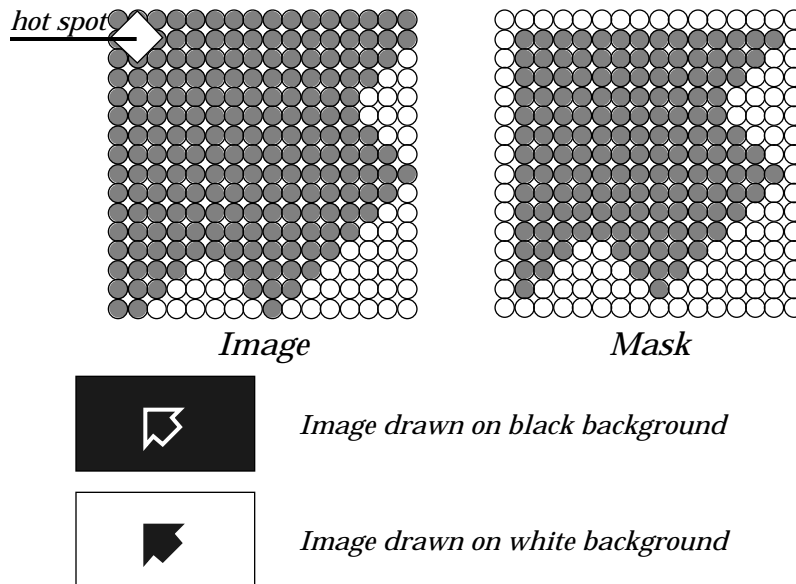 hot spot
Image
Mask
Image drawn on black background
Image drawn on white background